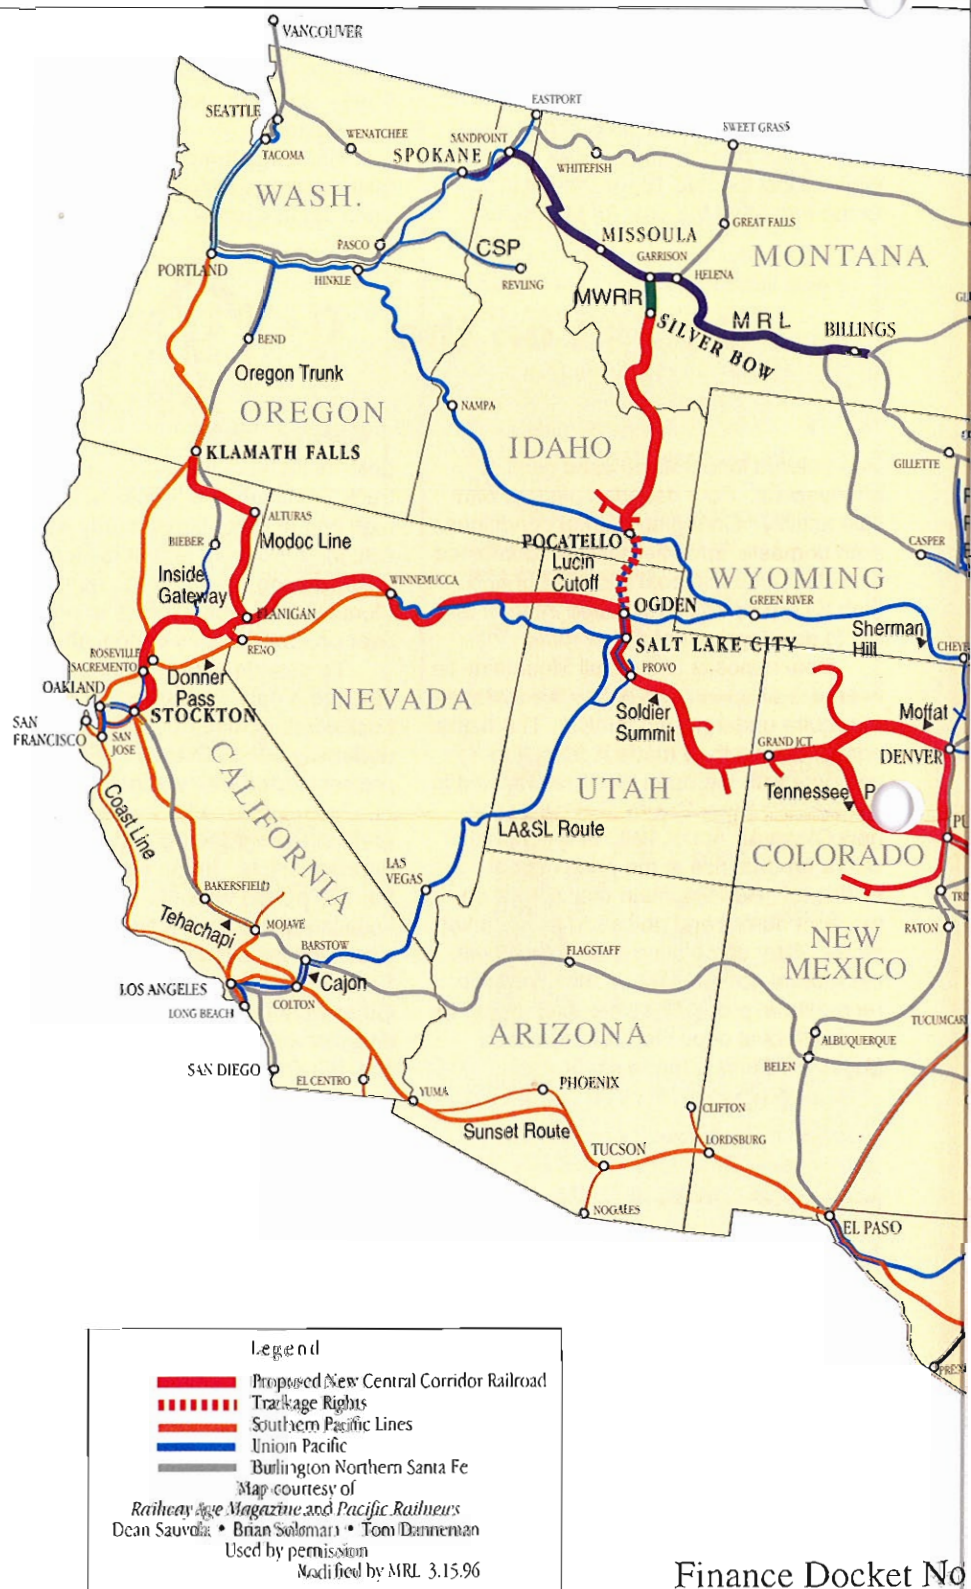 VANCOUVER
EASTPORT
SEATTLE
SWEET GRASS
WENATCHEE
SANDPOINT
TACOMA
SPOKANE
WHITEFISH
WASH.
MISSOULA
GREAT FALLS
PASCO
CSP
GARRISON
MONTANA
PORTLAND
HINKLE
REVLING
HELENA
MWRR
MRL
BILLINGS
SILVER BOW
BEND
Oregon Trunk
OREGON
NAMPA
IDAHO
KLAMATH FALLS
GILLETTE
ALTURAS
BIEBER
Modoc Line
POCATELLO
CASPER
Lucin
Cutoff
WYOMING
Inside
Gateway
WINNEMUCCA
OGDEN
GREEN RIVER
FLANIGAN
Sherman
Hill
RENO
SALT LAKE CITY
CHEYE
ROSEVILLE
SACRAMENTO
PROVO
Donner
Pass
OAKLAND
NEVADA
STOCKTON
Soldier
Summit
Moffat
SAN
FRANCISCO
SAN
JOSE
GRAND JCT.
DENVER
UTAH
Tennessee P
CALIFORNIA
Coast Line
LA&SL Route
PU
COLORADO
LAS
VEGAS
BAKERSFIELD
Tehachapi
MOJAVE
RATON
NEW
MEXICO
BARSTOW
FLAGSTAFF
Cajon
LOS ANGELES
COLTON
LONG BEACH
ARIZONA
TUCUMCARI
ALBUQUERQUE
BELEN
SAN DIEGO
EL CENTRO
YUMA
PHOENIX
CLIFTON
Sunset Route
TUCSON
LORDSBURG
NOGALES
EL PASO
Legend
Proposed New Central Corridor Railroad
Trackage Rights
Southern Pacific Lines
Union Pacific
Burlington Northern Santa Fe
Map courtesy of
Railway Age Magazine and Pacific Railnews
Dean Sauvola • Brian Solomon • Tom Danneman
Used by permission
Modified by MRL 3.15.96
Finance Docket No